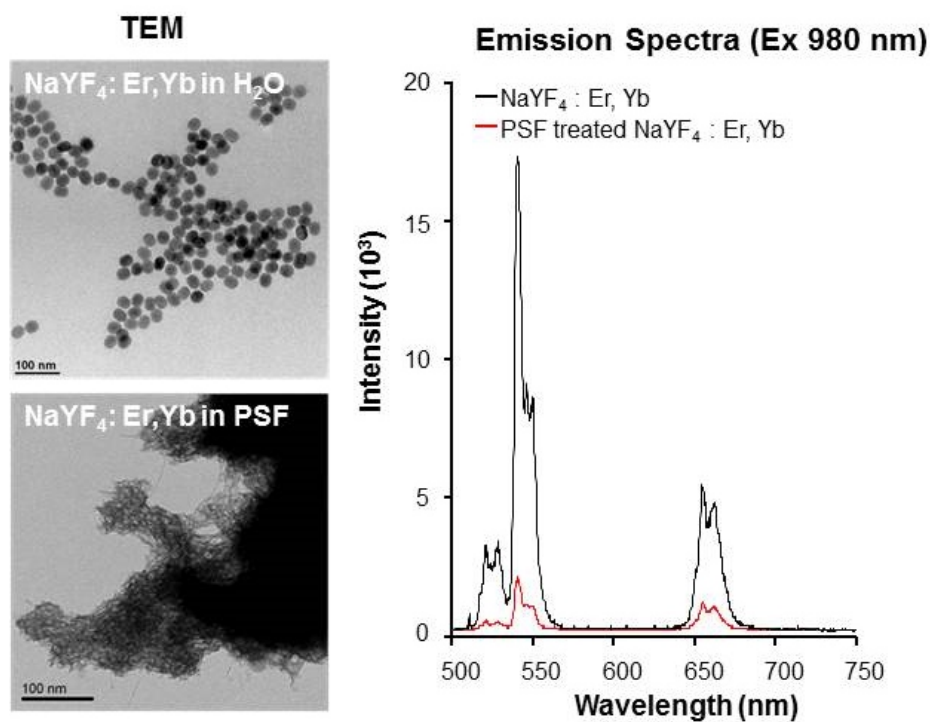 TEM
NaYF₄: Er,Yb in H₂O
100 nm
NaYF₄: Er,Yb in PSF
100 nm
Emission Spectra (Ex 980 nm)
NaYF₄ : Er, Yb
PSF treated NaYF₄ : Er, Yb
Intensity (10³)
20
15
10
5
0
500 550 600 650 700 750
Wavelength (nm)